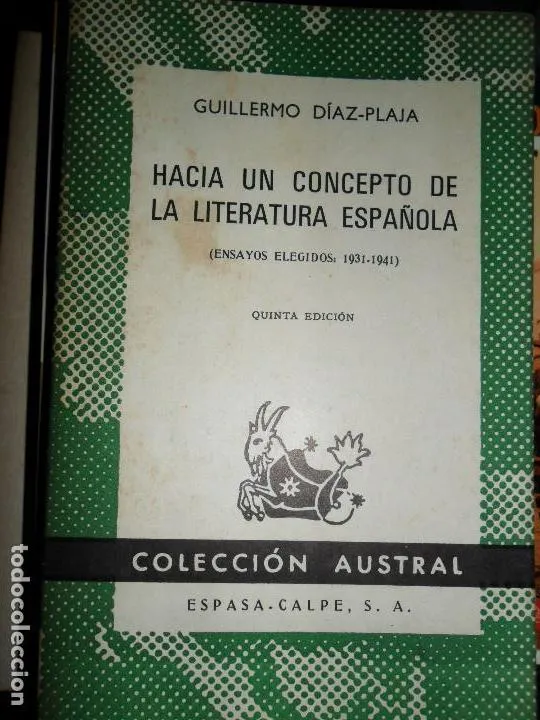 GUILLERMO DÍAZ-PLAJA
HACIA UN CONCEPTO DE
LA LITERATURA ESPAÑOLA
(ENSAYOS ELEGIDOS: 1931-1941)
QUINTA EDICIÓN
COLECCIÓN AUSTRAL
ESPASA-CALPE, S. A.
todocoleccion